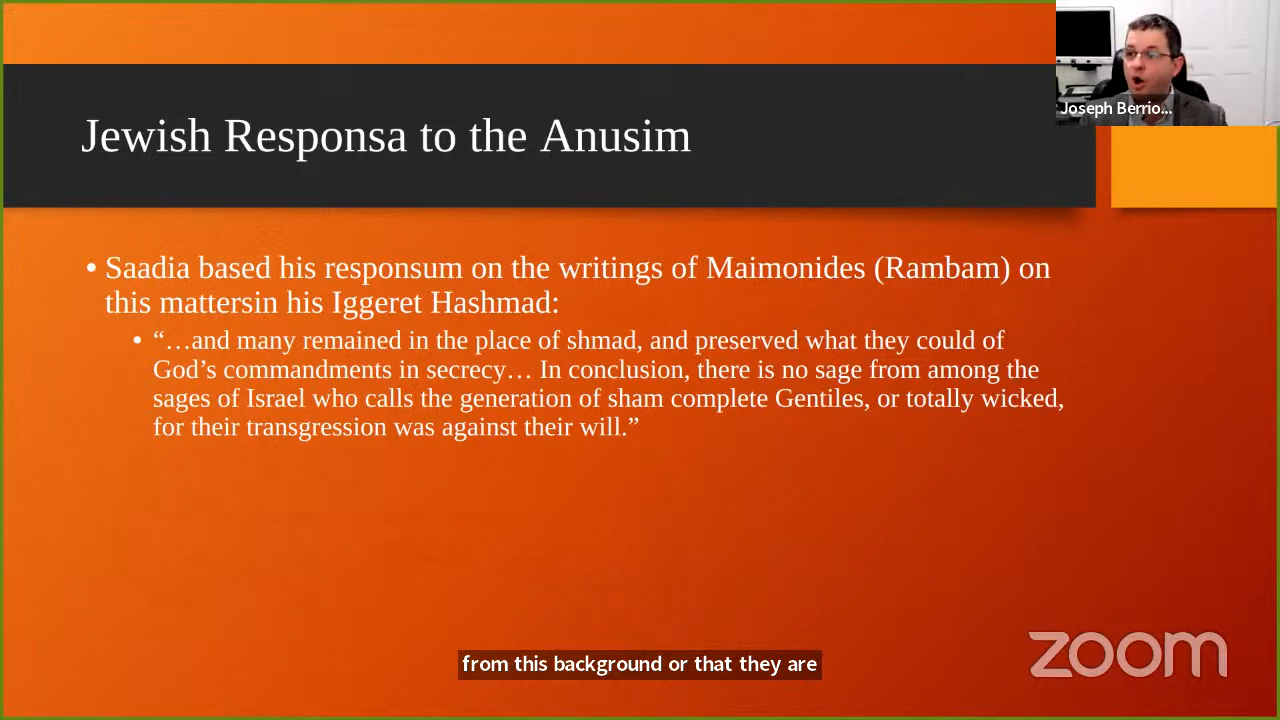 Joseph Berrio...
Jewish Responsa to the Anusim
• Saadia based his responsum on the writings of Maimonides (Rambam) on
this mattersin his Iggeret Hashmad:
• “…and many remained in the place of shmad, and preserved what they could of
God’s commandments in secrecy… In conclusion, there is no sage from among the
sages of Israel who calls the generation of sham complete Gentiles, or totally wicked,
for their transgression was against their will.”
from this background or that they are
zoom